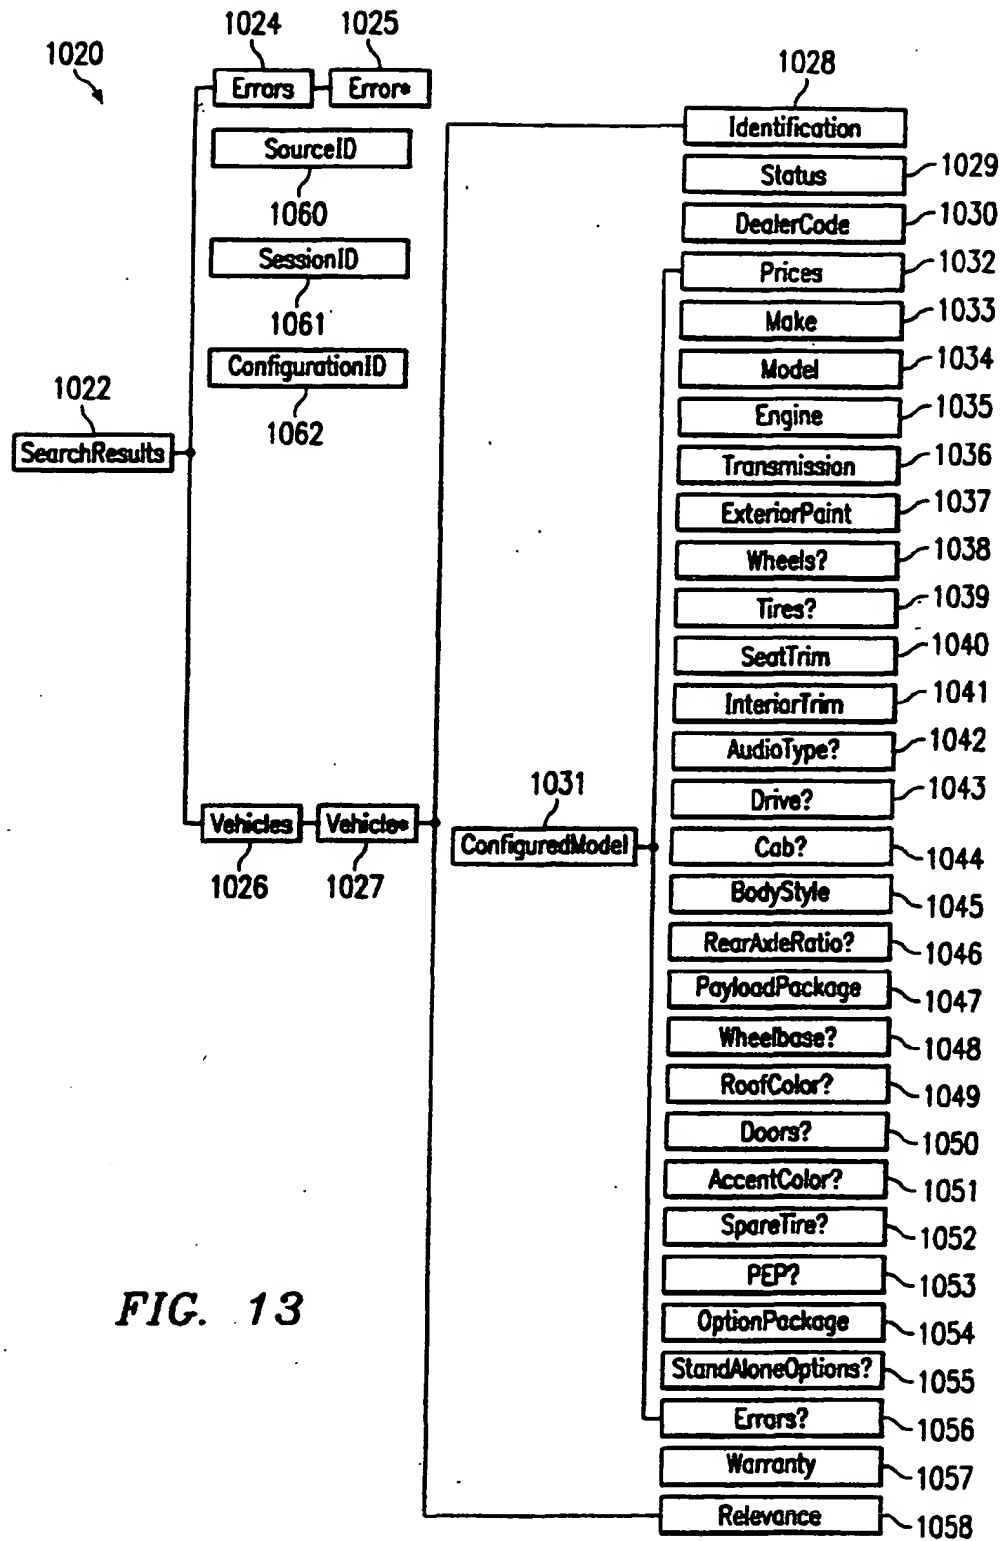 1020
1024
1025
Errors
Error*
SourceID
1060
SessionID
1061
ConfigurationID
1062
1022
SearchResults
Vehicles
Vehicle*
1026
1027
1031
ConfiguredModel
1028
Identification
Status 1029
DealerCode 1030
Prices 1032
Make 1033
Model 1034
Engine 1035
Transmission 1036
ExteriorPaint 1037
Wheels? 1038
Tires? 1039
SeatTrim 1040
InteriorTrim 1041
AudioType? 1042
Drive? 1043
Cab? 1044
BodyStyle 1045
RearAxleRatio? 1046
PayloadPackage 1047
Wheelbase? 1048
RoofColor? 1049
Doors? 1050
AccentColor? 1051
SpareTire? 1052
PEP? 1053
OptionPackage 1054
StandAloneOptions? 1055
Errors? 1056
Warranty 1057
Relevance 1058
FIG. 13